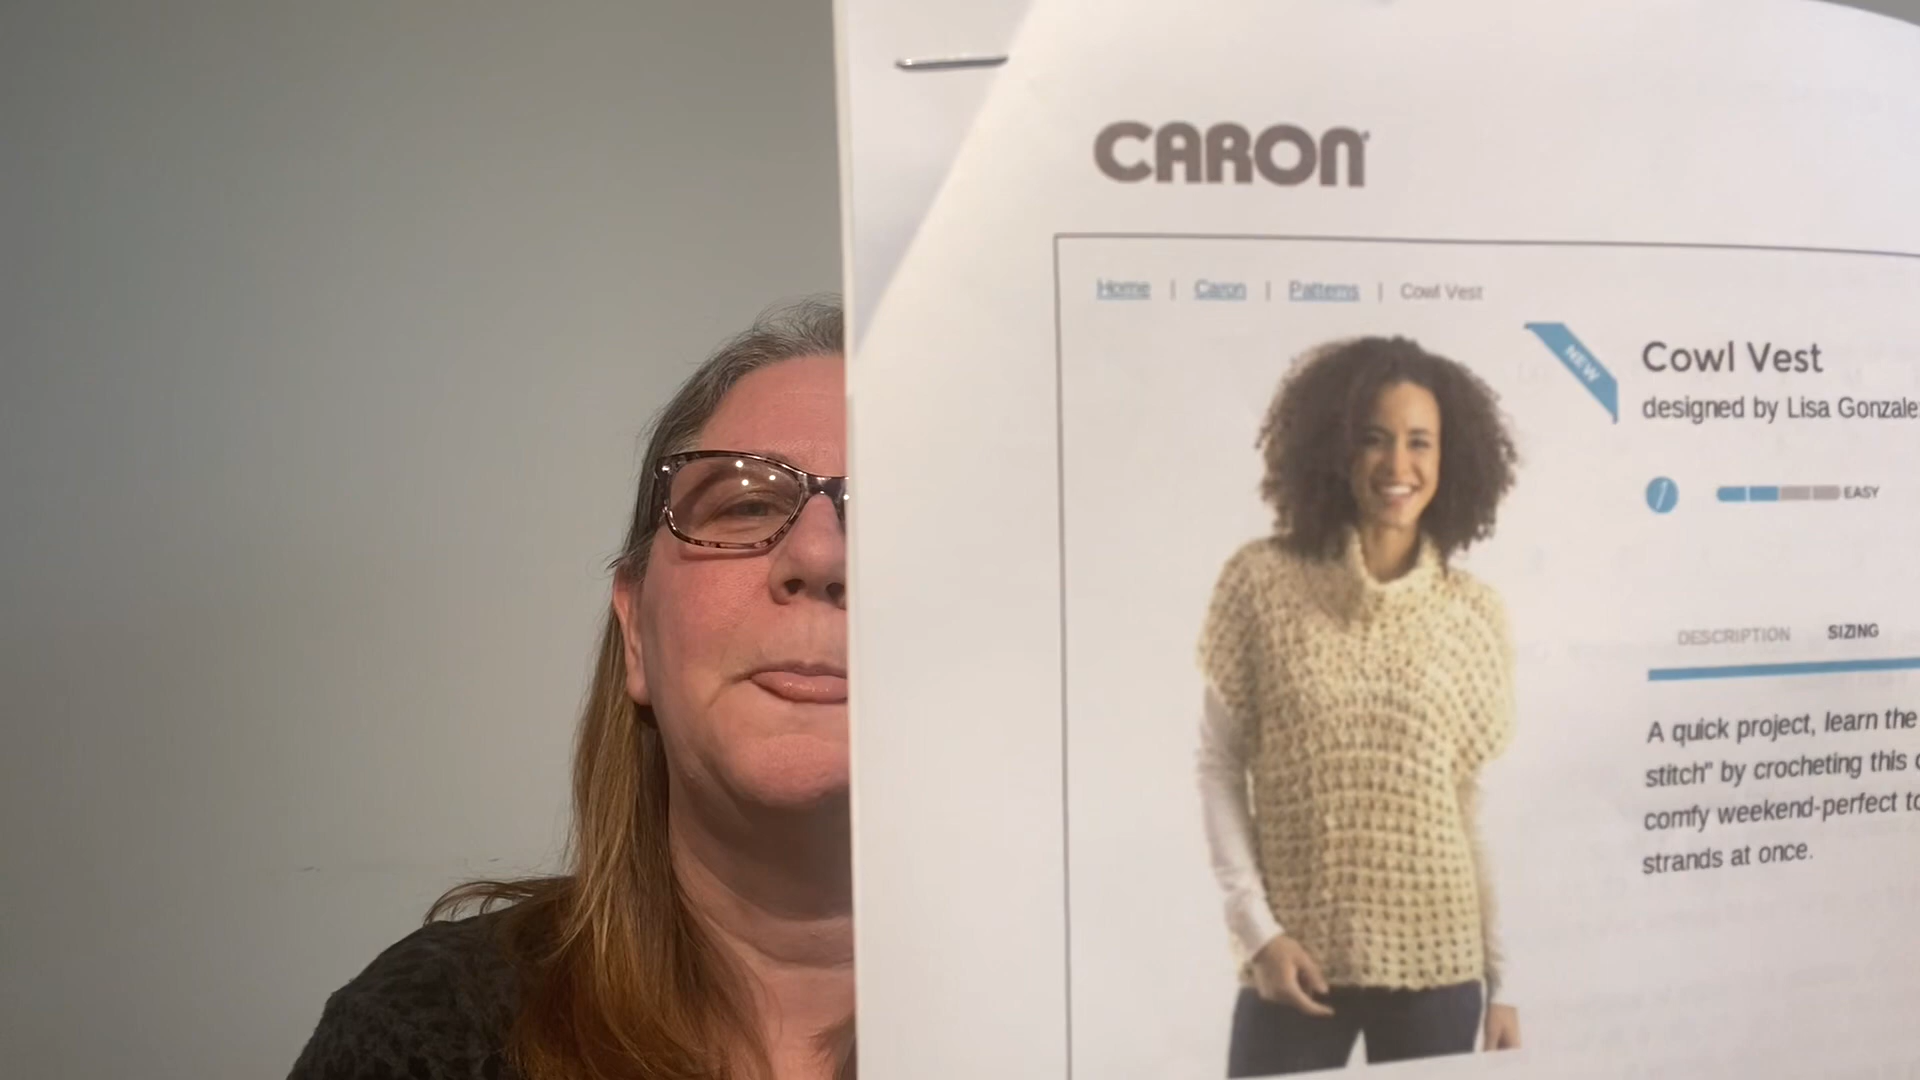 CARON
Home | Caron | Patterns | Cowl Vest
NEW
Cowl Vest
designed by Lisa Gonzale
EASY
DESCRIPTION SIZING
A quick project, learn the
stitch" by crocheting this
comfy weekend-perfect
strands at once.